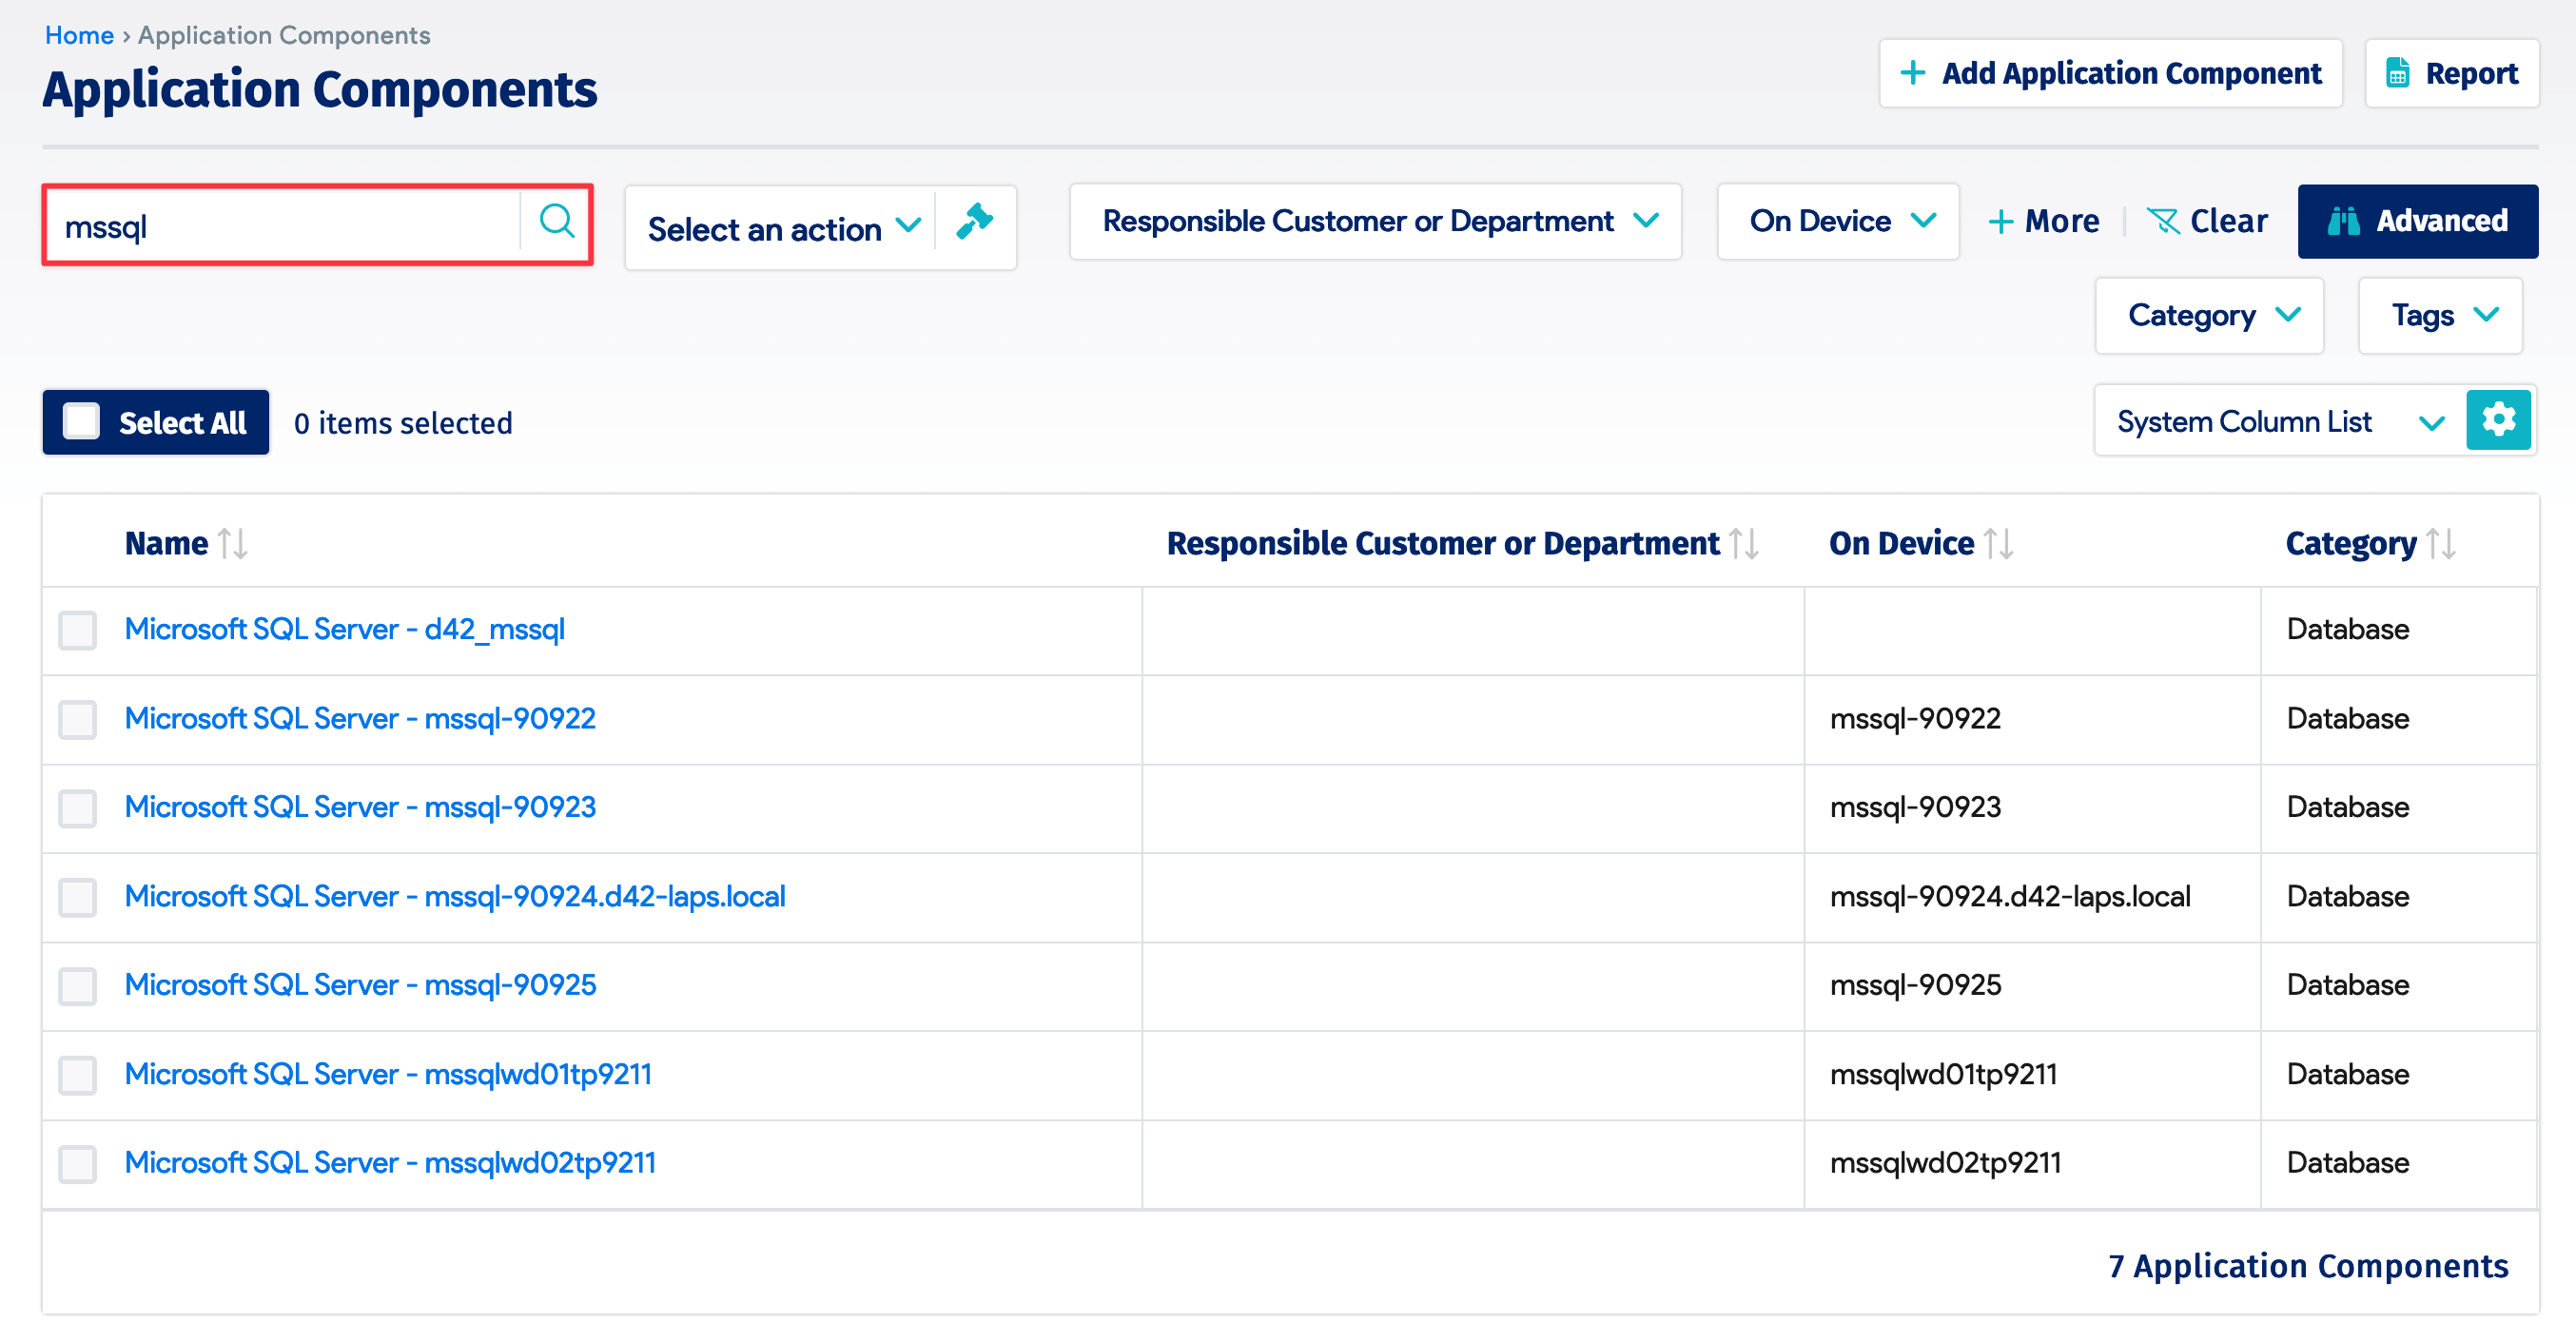 Home › Application Components
Application Components
+ Add Application Component
Report
mssql
Select an action
Responsible Customer or Department
On Device
+ More
Clear
Advanced
Category
Tags
Select All
0 items selected
System Column List
Name Responsible Customer or Department On Device Category
Microsoft SQL Server - d42_mssql Database
Microsoft SQL Server - mssql-90922 mssql-90922 Database
Microsoft SQL Server - mssql-90923 mssql-90923 Database
Microsoft SQL Server - mssql-90924.d42-laps.local mssql-90924.d42-laps.local Database
Microsoft SQL Server - mssql-90925 mssql-90925 Database
Microsoft SQL Server - mssqlwd01tp9211 mssqlwd01tp9211 Database
Microsoft SQL Server - mssqlwd02tp9211 mssqlwd02tp9211 Database
7 Application Components